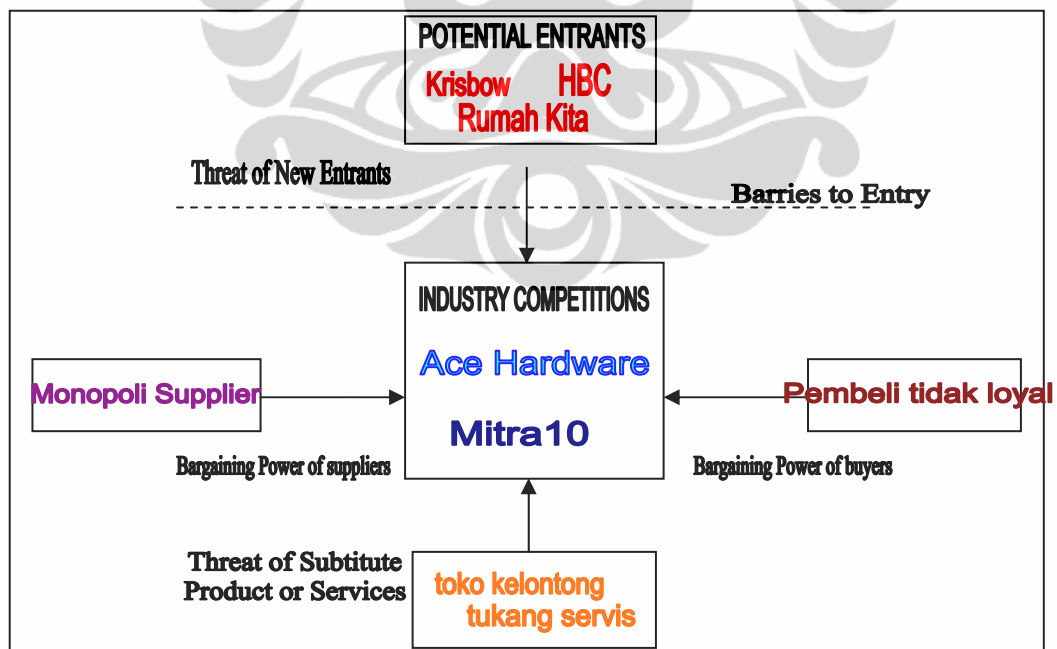 POTENTIAL ENTRANTS
Krisbow HBC
Rumah Kita
Threat of New Entrants
Barries to Entry
INDUSTRY COMPETITIONS
Ace Hardware
Mitra10
Monopoli Supplier
Pembeli tidak loyal
Bargaining Power of suppliers
Bargaining Power of buyers
Threat of Subtitute
Product or Services
toko kelontong
tukang servis